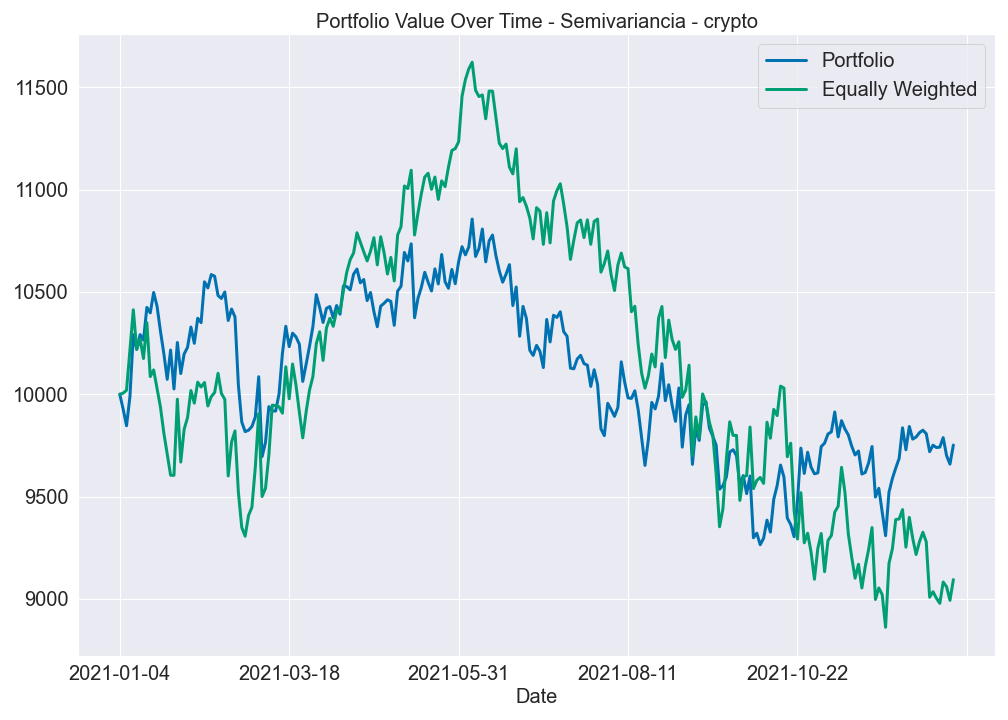 Portfolio Value Over Time - Semivariancia - crypto
Portfolio
Equally Weighted
11500
11000
10500
10000
9500
9000
2021-01-04
2021-03-18
2021-05-31
2021-08-11
2021-10-22
Date